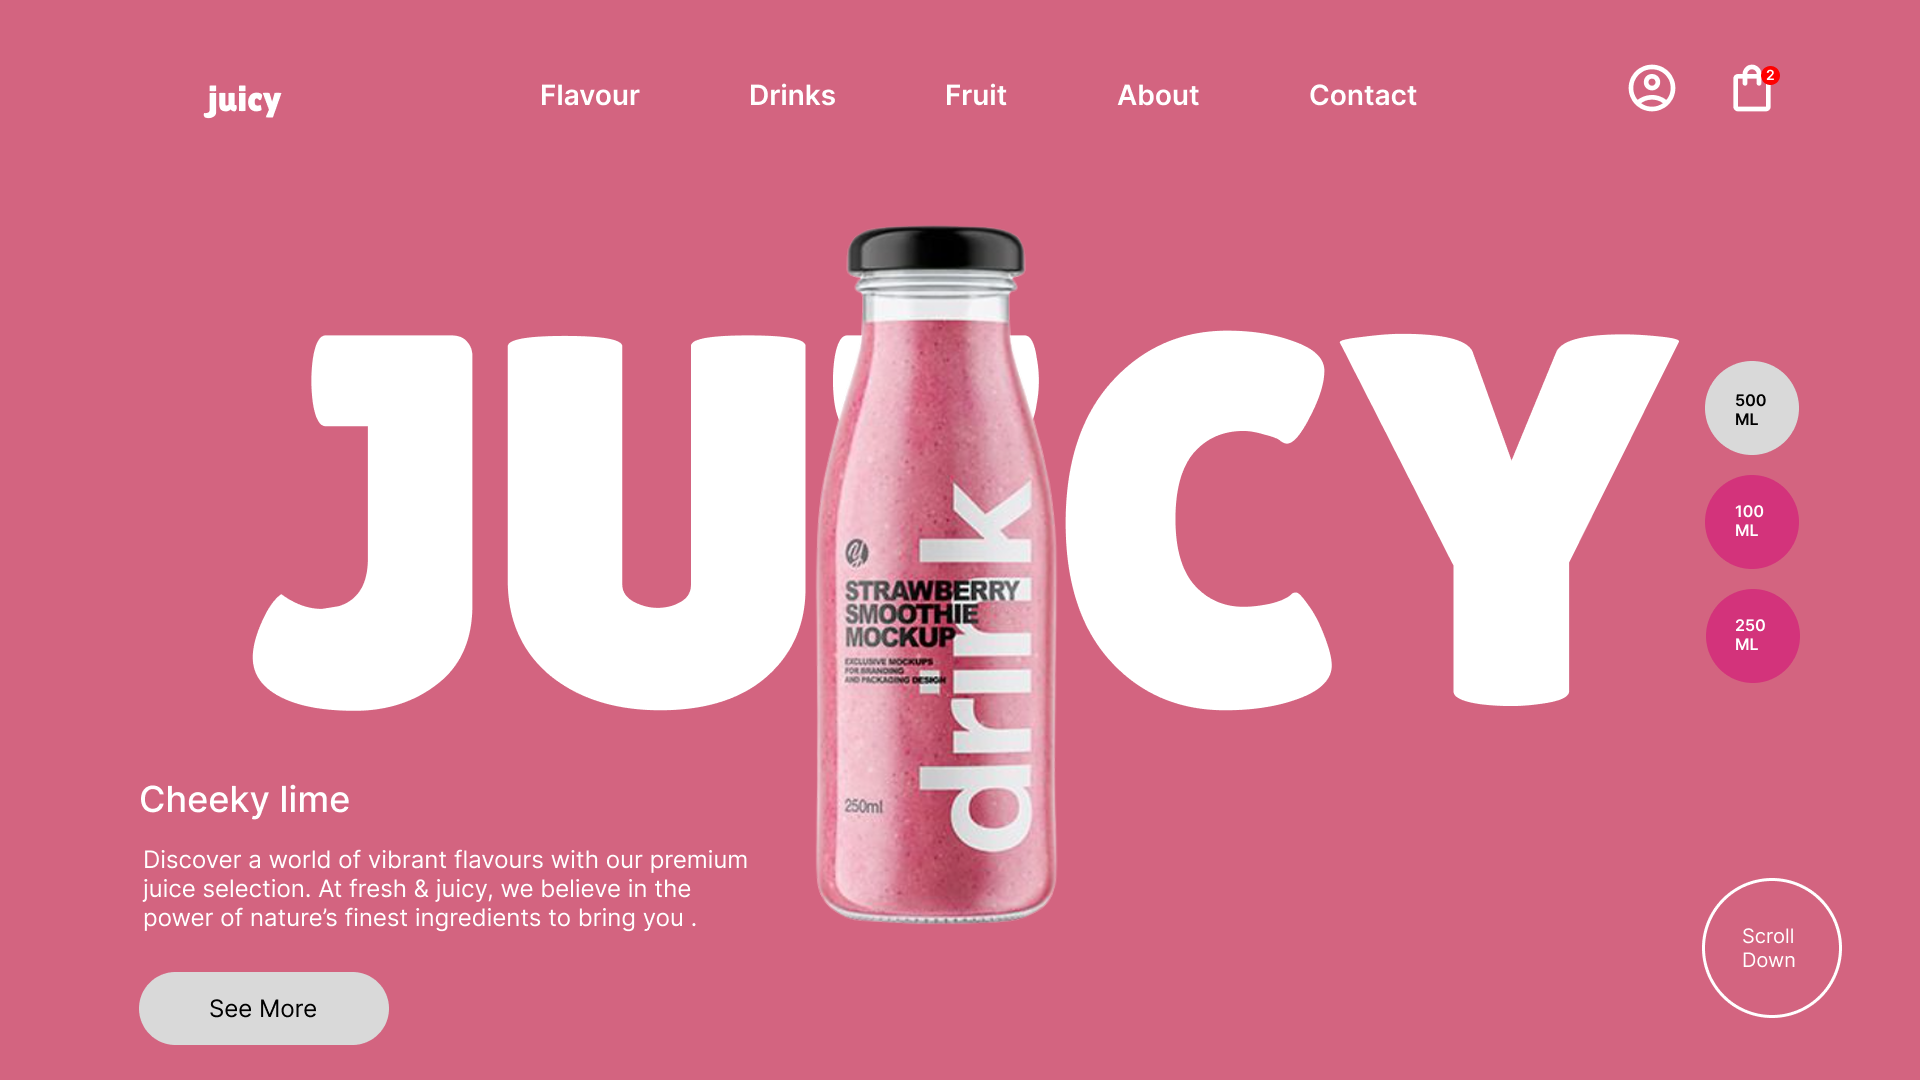 juicy
Flavour
Drinks
Fruit
About
Contact
2
JUICY
500
ML
100
ML
250
ML
drink
STRAWBERRY
SMOOTHIE
MOCKUP
EXCLUSIVE MOCKUPS
FOR BRANDING
AND PACKAGING DESIGN
250ml
Cheeky lime
Discover a world of vibrant flavours with our premium
juice selection. At fresh & juicy, we believe in the
power of nature’s finest ingredients to bring you .
See More
Scroll
Down